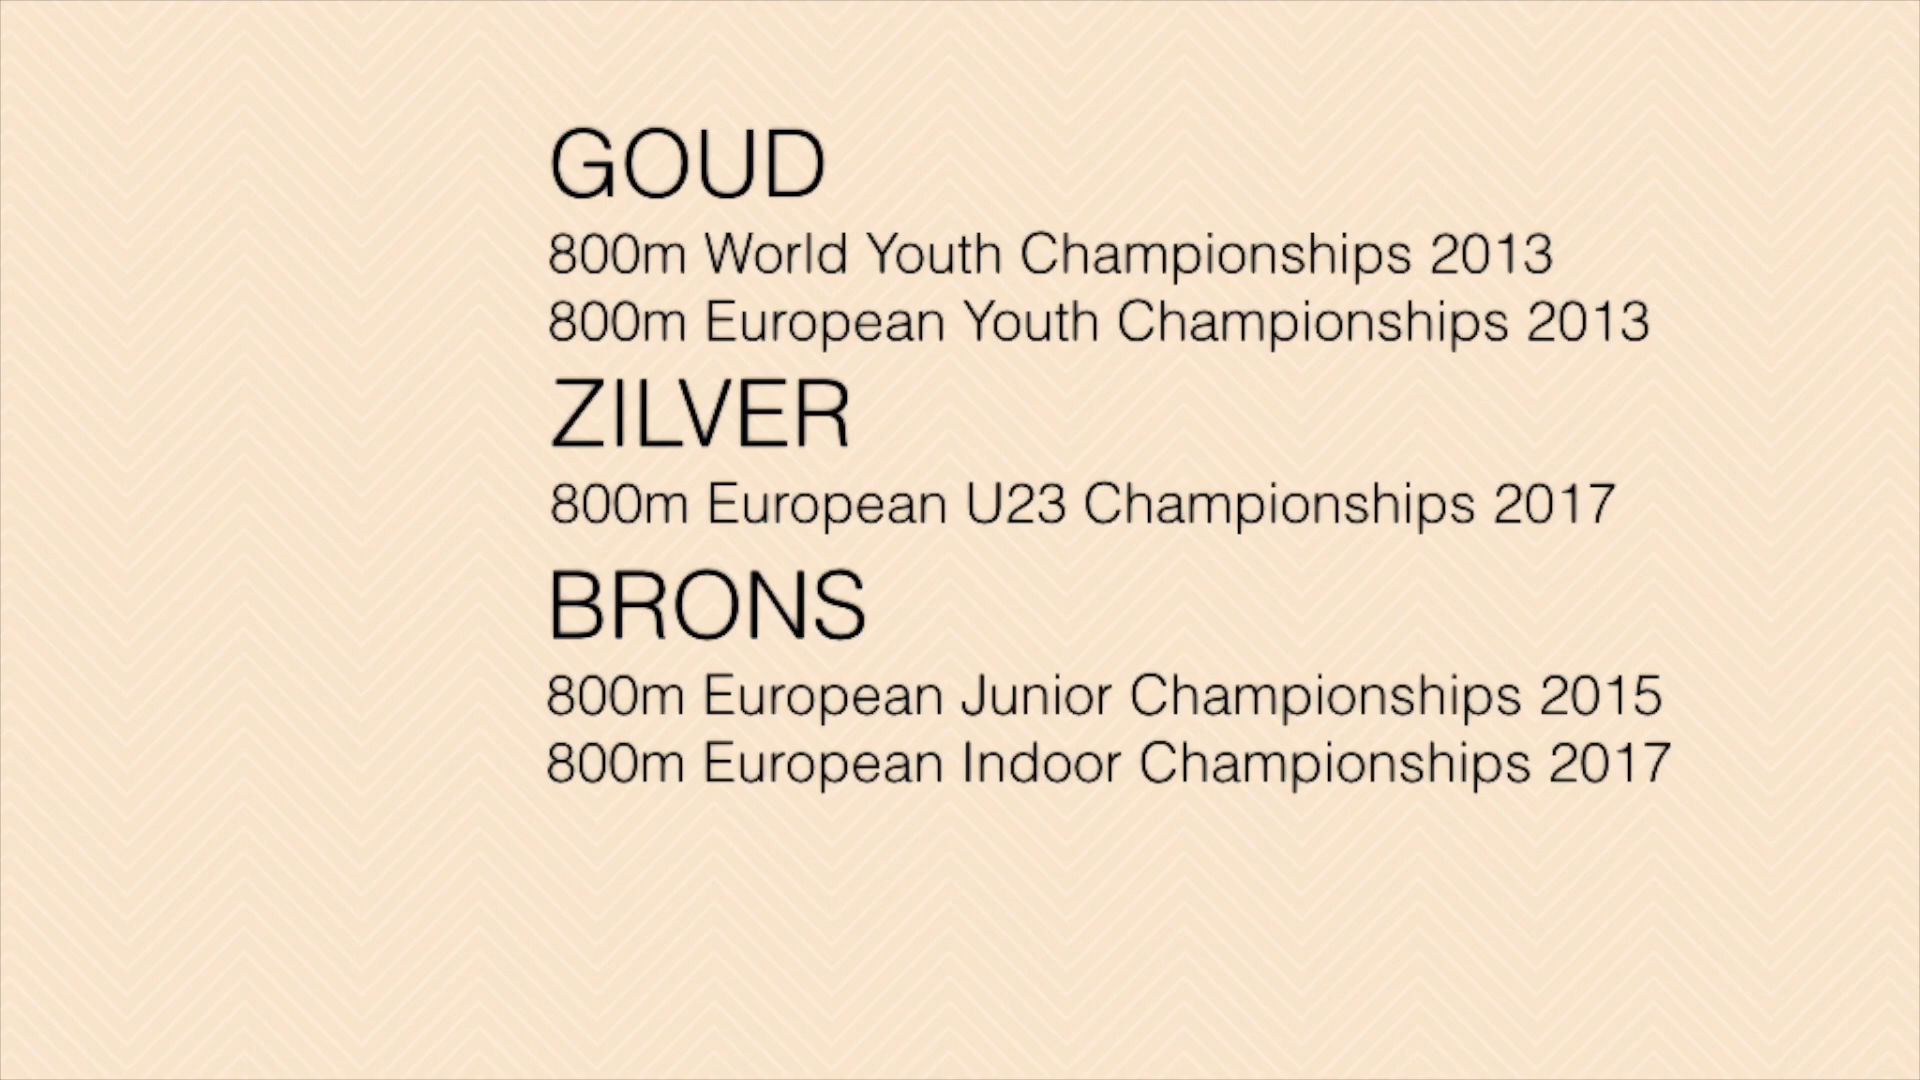 GOUD
800m World Youth Championships 2013
800m European Youth Championships 2013
ZILVER
800m European U23 Championships 2017
BRONS
800m European Junior Championships 2015
800m European Indoor Championships 2017